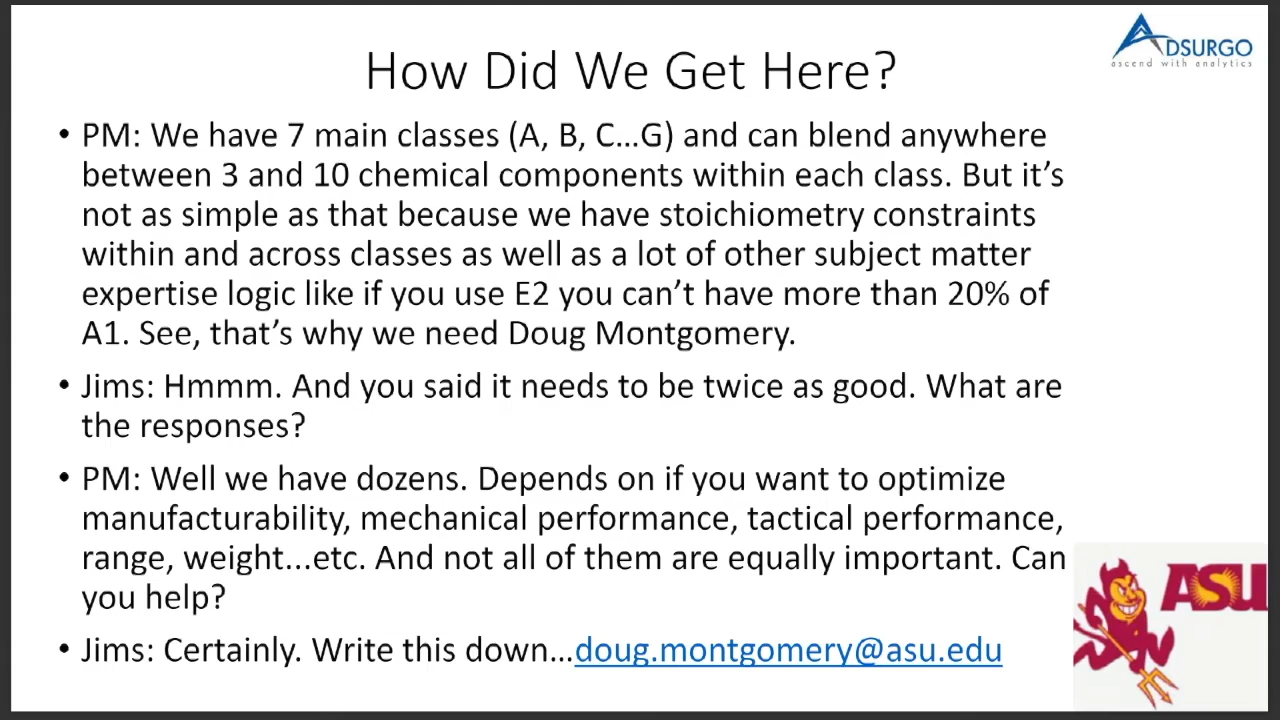 ADSURGO
ascend with analytics
How Did We Get Here?
• PM: We have 7 main classes (A, B, C…G) and can blend anywhere
between 3 and 10 chemical components within each class. But it’s
not as simple as that because we have stoichiometry constraints
within and across classes as well as a lot of other subject matter
expertise logic like if you use E2 you can’t have more than 20% of
A1. See, that’s why we need Doug Montgomery.
• Jims: Hmmm. And you said it needs to be twice as good. What are
the responses?
• PM: Well we have dozens. Depends on if you want to optimize
manufacturability, mechanical performance, tactical performance,
range, weight...etc. And not all of them are equally important. Can
you help?
• Jims: Certainly. Write this down…doug.montgomery@asu.edu
ASU